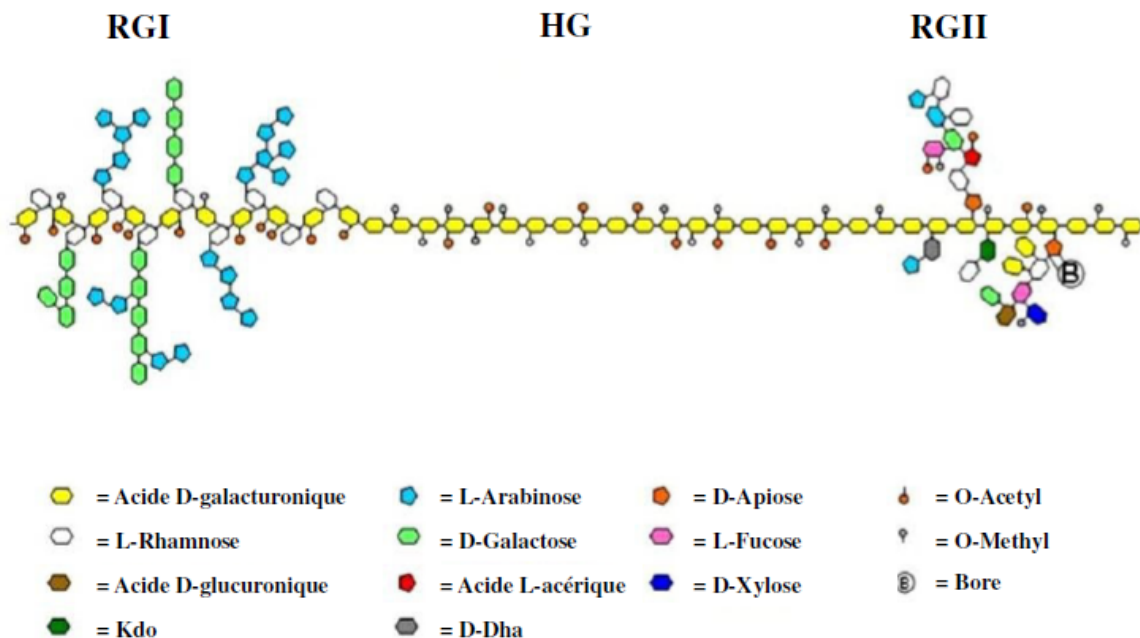 RGI HG RGII
B
= Acide D-galacturonique = L-Arabinose = D-Apiose = O-Acetyl
= L-Rhamnose = D-Galactose = L-Fucose = O-Methyl
= Acide D-glucuronique = Acide L-acérique = D-Xylose B = Bore
= Kdo = D-Dha